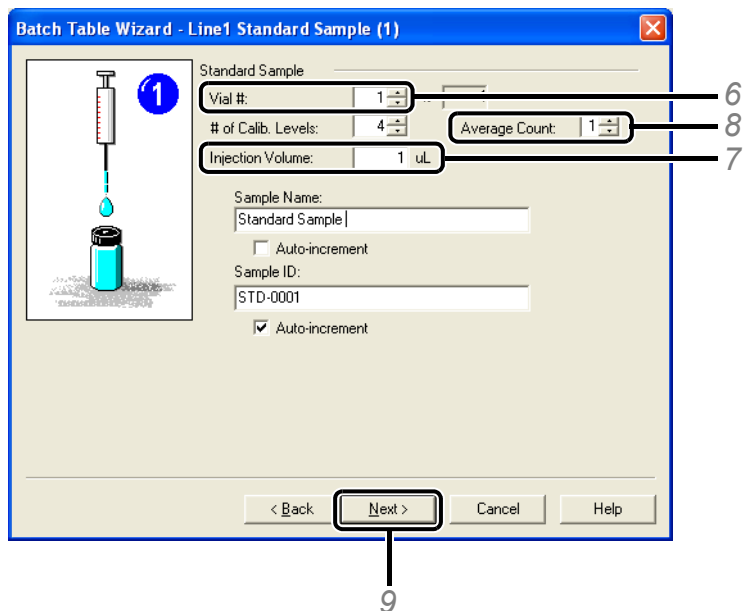 Batch Table Wizard - Line1 Standard Sample (1)
1
Standard Sample
Vial #: 1 6
# of Calib. Levels: 4 Average Count: 1 8
Injection Volume: 1 uL 7
Sample Name:
Standard Sample
Auto-increment
Sample ID:
STD-0001
Auto-increment
< Back Next > Cancel Help
9